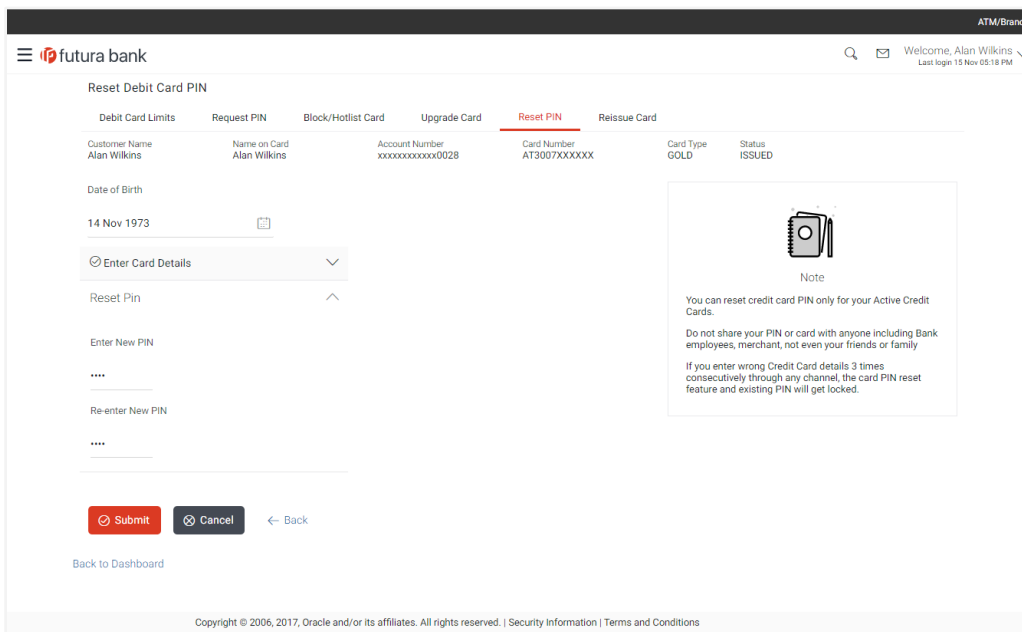 ATM/Branc
futura bank
Welcome, Alan Wilkins
Last login 15 Nov 05:18 PM
Reset Debit Card PIN
Debit Card Limits Request PIN Block/Hotlist Card Upgrade Card Reset PIN Reissue Card
Customer Name Name on Card Account Number Card Number Card Type Status
Alan Wilkins Alan Wilkins xxxxxxxxxxxx0028 AT3007XXXXXX GOLD ISSUED
Date of Birth
14 Nov 1973
Enter Card Details
Reset Pin
Enter New PIN
••••
Re-enter New PIN
••••
Note
You can reset credit card PIN only for your Active Credit
Cards.
Do not share your PIN or card with anyone including Bank
employees, merchant, not even your friends or family
If you enter wrong Credit Card details 3 times
consecutively through any channel, the card PIN reset
feature and existing PIN will get locked.
Submit Cancel Back
Back to Dashboard
Copyright © 2006, 2017, Oracle and/or its affiliates. All rights reserved. | Security Information | Terms and Conditions